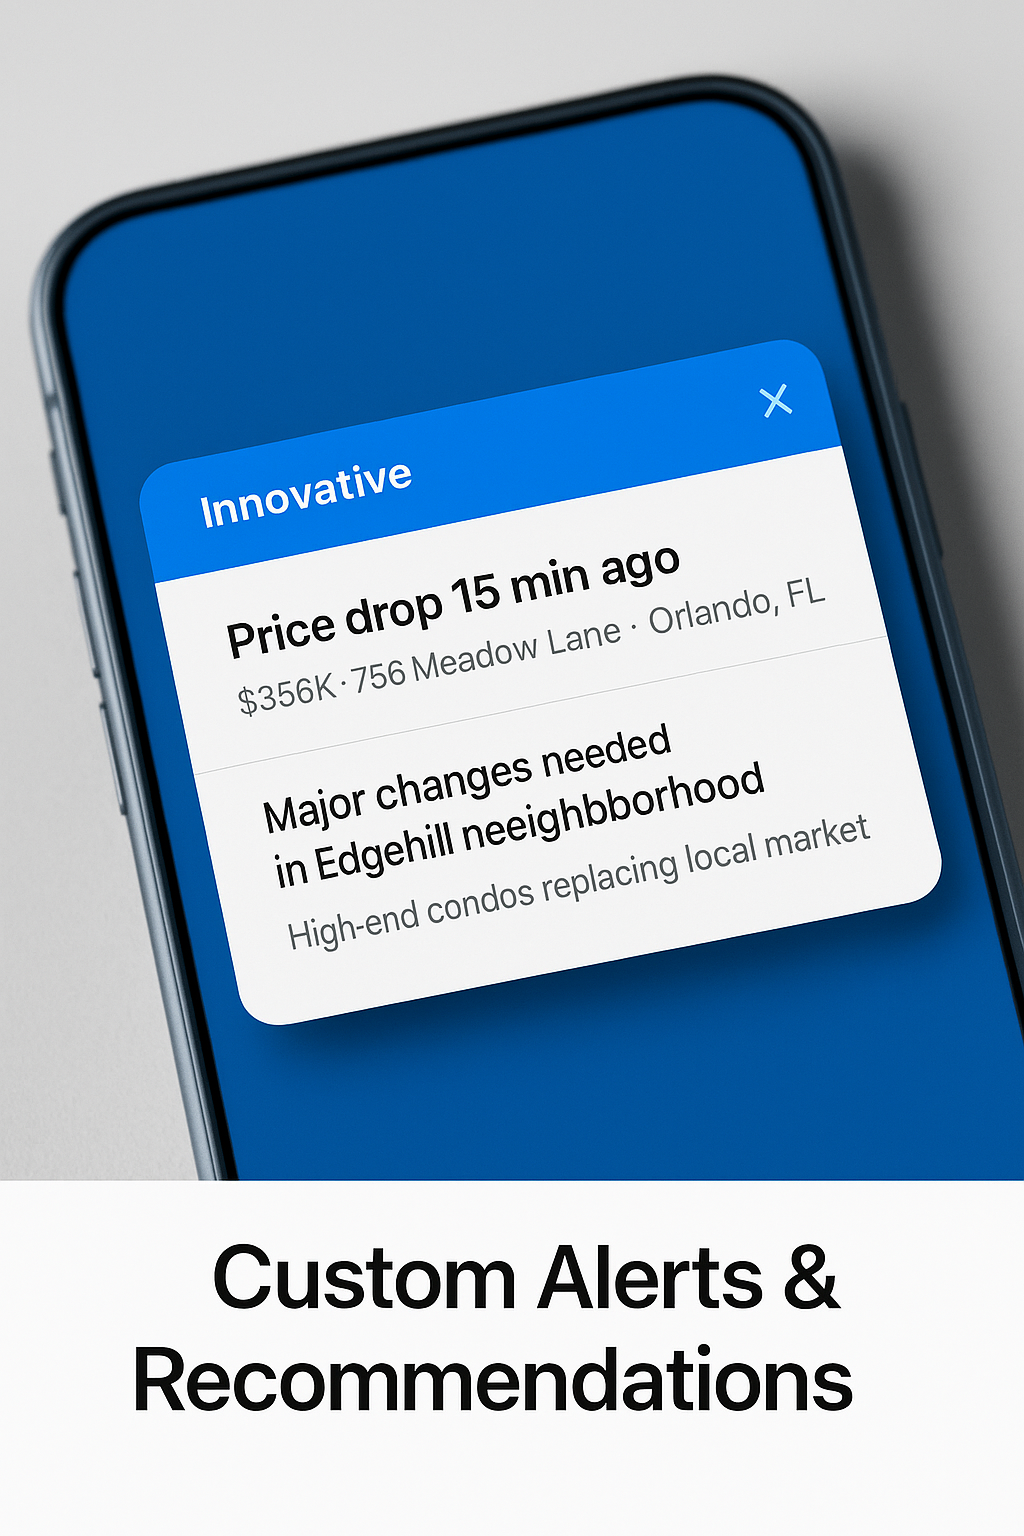 Innovative
Price drop 15 min ago
$356K · 756 Meadow Lane · Orlando, FL
Major changes needed
in Edgehill neeighbborhood
High-end condos replacing local market
Custom Alerts &
Recommendations